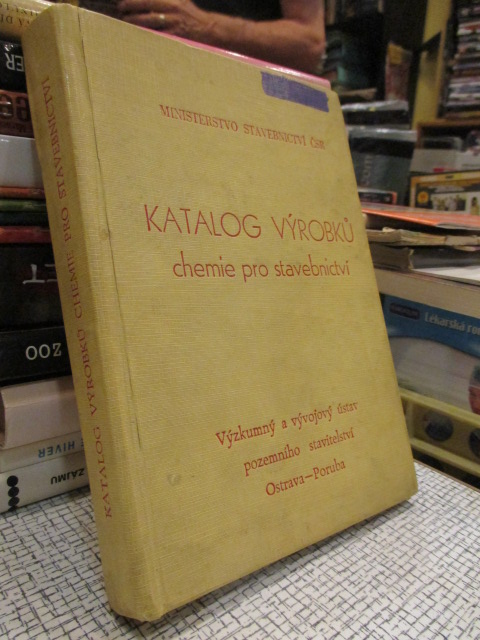 MINISTERSTVO STAVEBNICTVÍ ČSR
KATALOG VÝROBKŮ
chemie pro stavebnictví
Výzkumný a vývojový ústav
pozemního stavitelství
Ostrava—Poruba
KATALOG VÝROBKŮ CHEMIE PRO STAVEBNICTVÍ
ZOO
HIVER
ZÁJMU
Lékařská